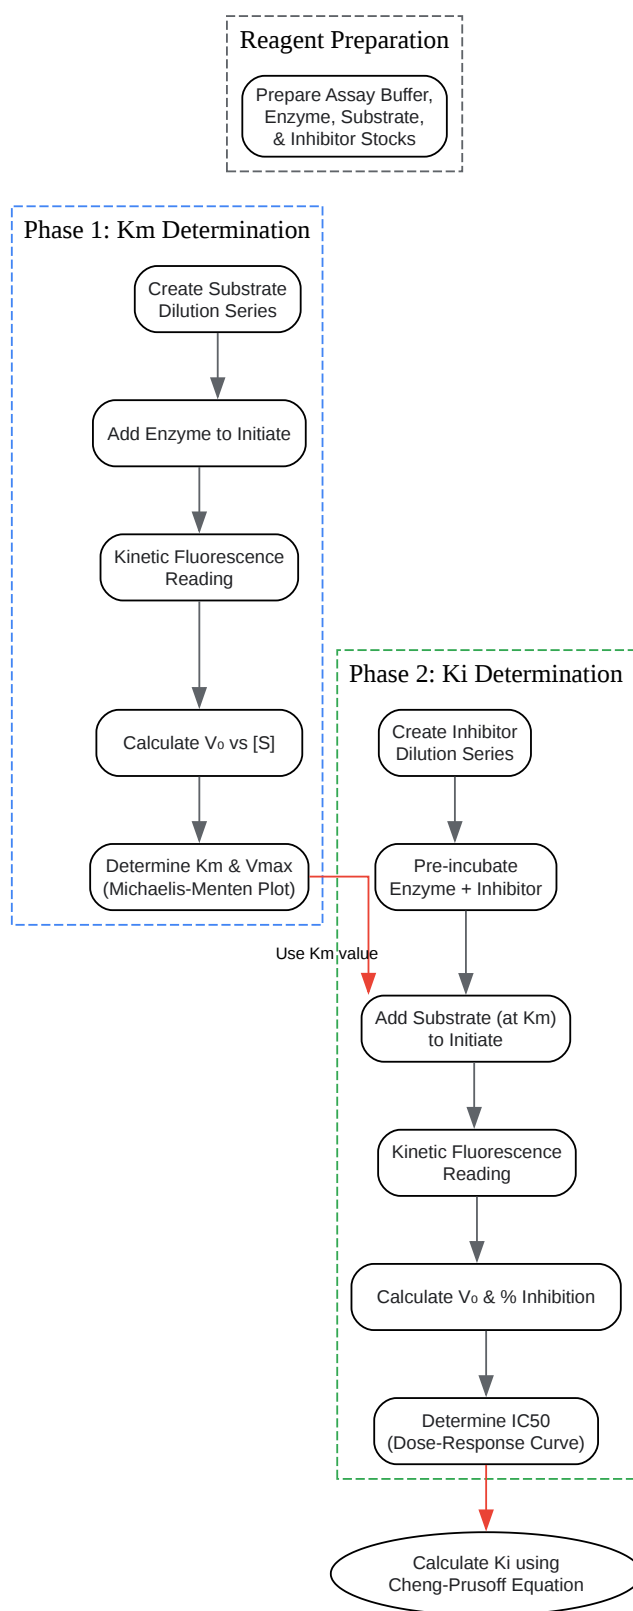 Reagent Preparation
Prepare Assay Buffer,
Enzyme, Substrate,
& Inhibitor Stocks
Phase 1: Km Determination
Create Substrate
Dilution Series
Add Enzyme to Initiate
Kinetic Fluorescence
Reading
Calculate V₀ vs [S]
Determine Km & Vmax
(Michaelis-Menten Plot)
Use Km value
Phase 2: Ki Determination
Create Inhibitor
Dilution Series
Pre-incubate
Enzyme + Inhibitor
Add Substrate (at Km)
to Initiate
Kinetic Fluorescence
Reading
Calculate V₀ & % Inhibition
Determine IC50
(Dose-Response Curve)
Calculate Ki using
Cheng-Prusoff Equation